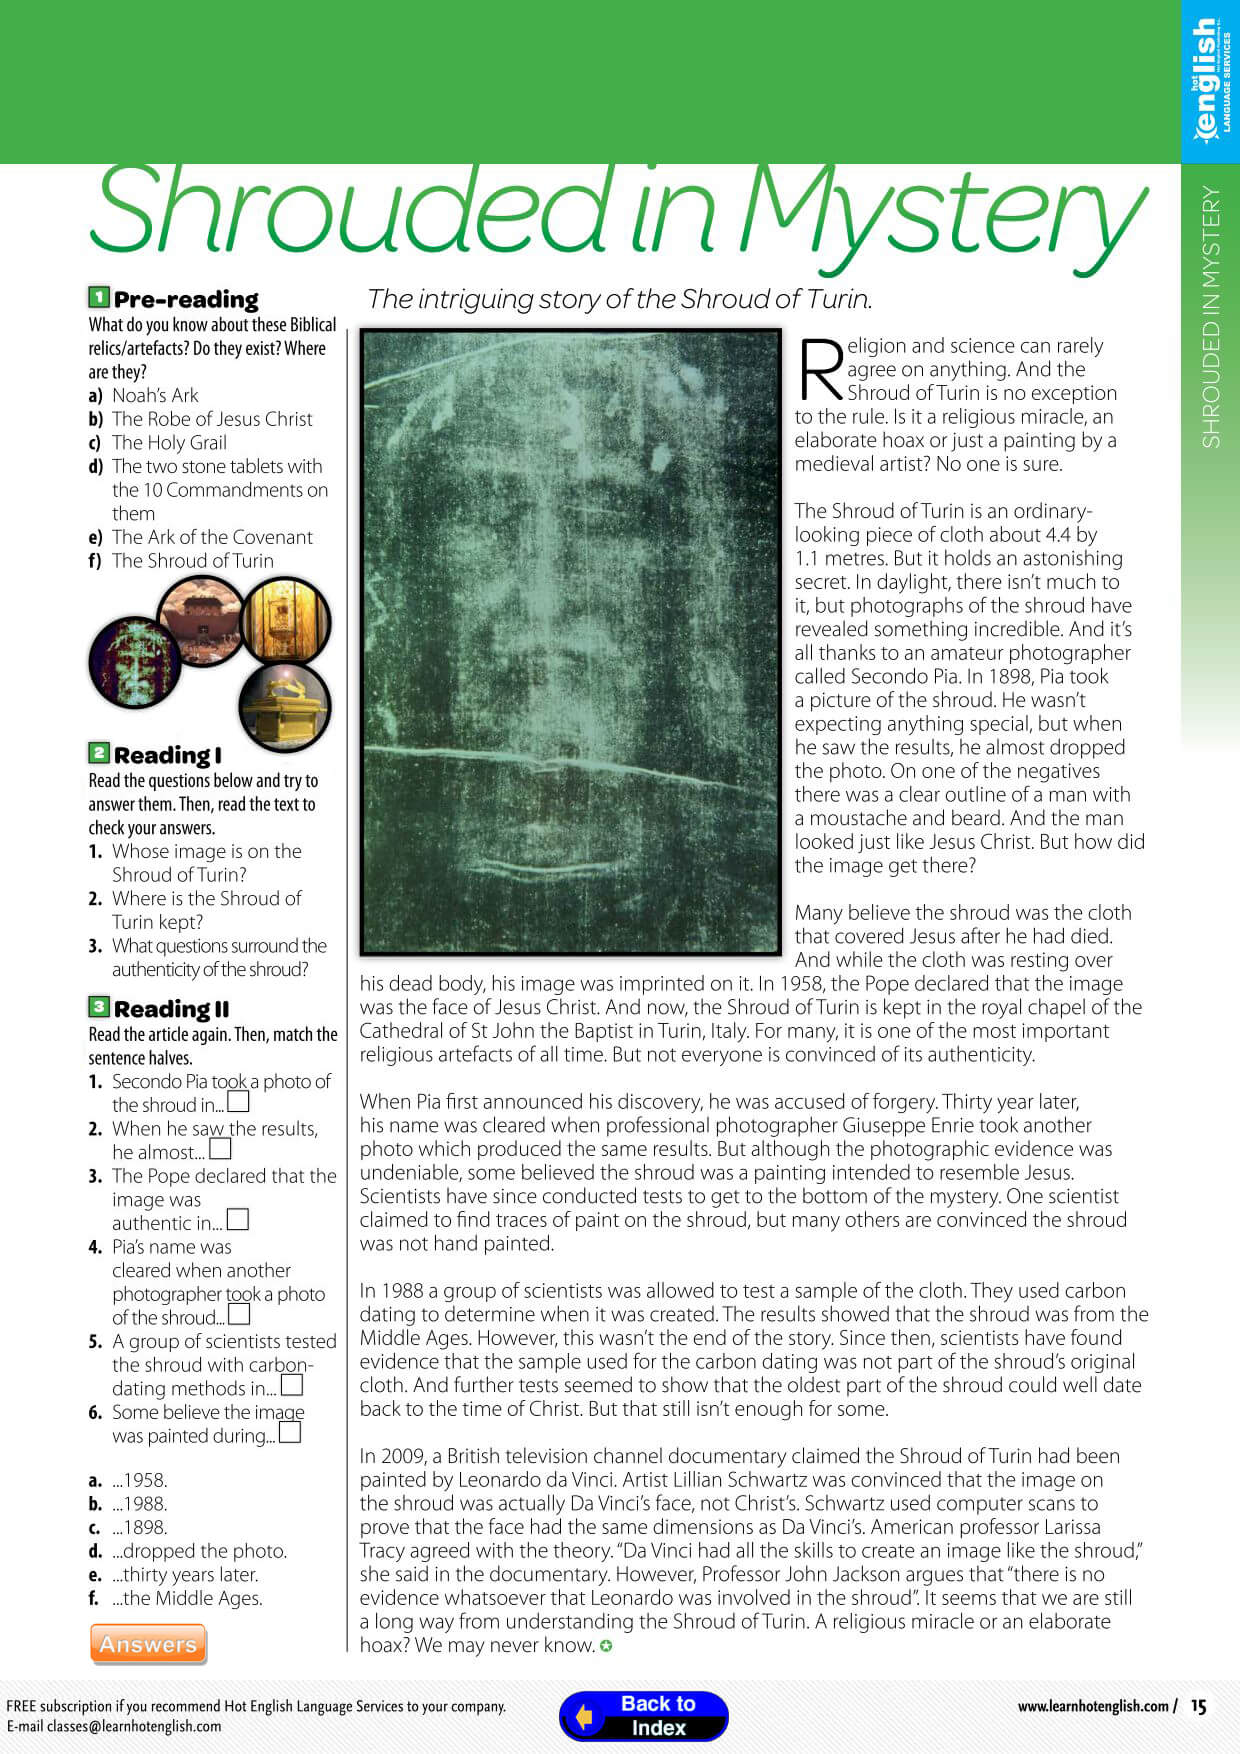 hot
english
LANGUAGE SERVICES
SHROUDED IN MYSTERY
Shrouded in Mystery
1 Pre-reading
What do you know about these Biblical
relics/artefacts? Do they exist? Where
are they?
a) Noah's Ark
b) The Robe of Jesus Christ
c) The Holy Grail
d) The two stone tablets with
the 10 Commandments on
them
e) The Ark of the Covenant
f) The Shroud of Turin
2 Reading I
Read the questions below and try to
answer them. Then, read the text to
check your answers.
1. Whose image is on the
Shroud of Turin?
2. Where is the Shroud of
Turin kept?
3. What questions surround the
authenticity of the shroud?
3 Reading II
Read the article again. Then, match the
sentence halves.
1. Secondo Pia took a photo of
the shroud in...
2. When he saw the results,
he almost...
3. The Pope declared that the
image was
authentic in...
4. Pia's name was
cleared when another
photographer took a photo
of the shroud...
5. A group of scientists tested
the shroud with carbon-
dating methods in...
6. Some believe the image
was painted during...
a. ...1958.
b. ...1988.
c. ...1898.
d. ...dropped the photo.
e. ...thirty years later.
f. ...the Middle Ages.
Answers
The intriguing story of the Shroud of Turin.
Religion and science can rarely
agree on anything. And the
Shroud of Turin is no exception
to the rule. Is it a religious miracle, an
elaborate hoax or just a painting by a
medieval artist? No one is sure.
The Shroud of Turin is an ordinary-
looking piece of cloth about 4.4 by
1.1 metres. But it holds an astonishing
secret. In daylight, there isn't much to
it, but photographs of the shroud have
revealed something incredible. And it's
all thanks to an amateur photographer
called Secondo Pia. In 1898, Pia took
a picture of the shroud. He wasn't
expecting anything special, but when
he saw the results, he almost dropped
the photo. On one of the negatives
there was a clear outline of a man with
a moustache and beard. And the man
looked just like Jesus Christ. But how did
the image get there?
Many believe the shroud was the cloth
that covered Jesus after he had died.
And while the cloth was resting over
his dead body, his image was imprinted on it. In 1958, the Pope declared that the image
was the face of Jesus Christ. And now, the Shroud of Turin is kept in the royal chapel of the
Cathedral of St John the Baptist in Turin, Italy. For many, it is one of the most important
religious artefacts of all time. But not everyone is convinced of its authenticity.
When Pia first announced his discovery, he was accused of forgery. Thirty year later,
his name was cleared when professional photographer Giuseppe Enrie took another
photo which produced the same results. But although the photographic evidence was
undeniable, some believed the shroud was a painting intended to resemble Jesus.
Scientists have since conducted tests to get to the bottom of the mystery. One scientist
claimed to find traces of paint on the shroud, but many others are convinced the shroud
was not hand painted.
In 1988 a group of scientists was allowed to test a sample of the cloth. They used carbon
dating to determine when it was created. The results showed that the shroud was from the
Middle Ages. However, this wasn't the end of the story. Since then, scientists have found
evidence that the sample used for the carbon dating was not part of the shroud's original
cloth. And further tests seemed to show that the oldest part of the shroud could well date
back to the time of Christ. But that still isn't enough for some.
In 2009, a British television channel documentary claimed the Shroud of Turin had been
painted by Leonardo da Vinci. Artist Lillian Schwartz was convinced that the image on
the shroud was actually Da Vinci's face, not Christ's. Schwartz used computer scans to
prove that the face had the same dimensions as Da Vinci's. American professor Larissa
Tracy agreed with the theory. "Da Vinci had all the skills to create an image like the shroud,"
she said in the documentary. However, Professor John Jackson argues that "there is no
evidence whatsoever that Leonardo was involved in the shroud". It seems that we are still
a long way from understanding the Shroud of Turin. A religious miracle or an elaborate
hoax? We may never know.
FREE subscription if you recommend Hot English Language Services to your company.
E-mail classes@learnhotenglish.com
Back to
Index
www.learnhotenglish.com / 15